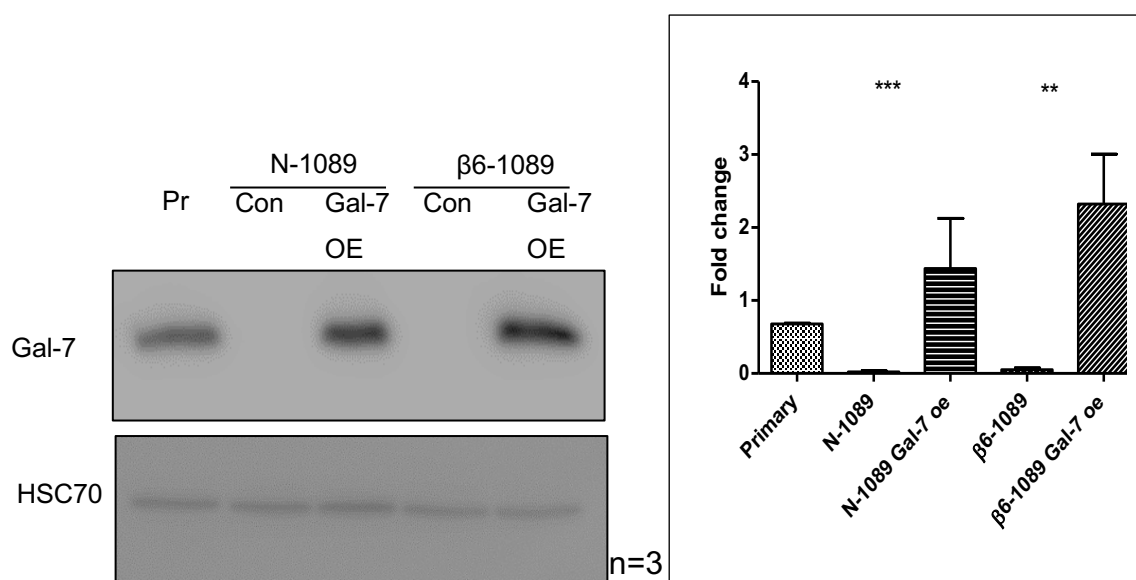 N-1089 β6-1089
Pr Con Gal-7 Con Gal-7
OE OE
Gal-7
HSC70
n=3
*** **
4
3
2
1
0
Fold change
Primary
N-1089
N-1089 Gal-7 oe
β6-1089
β6-1089 Gal-7 oe